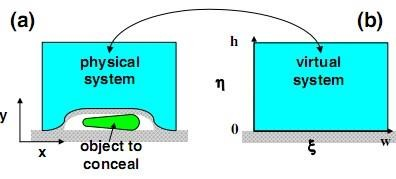 (a)
physical
system
y
x
object to
conceal
(b)
h
virtual
system
η
0
ξ
w